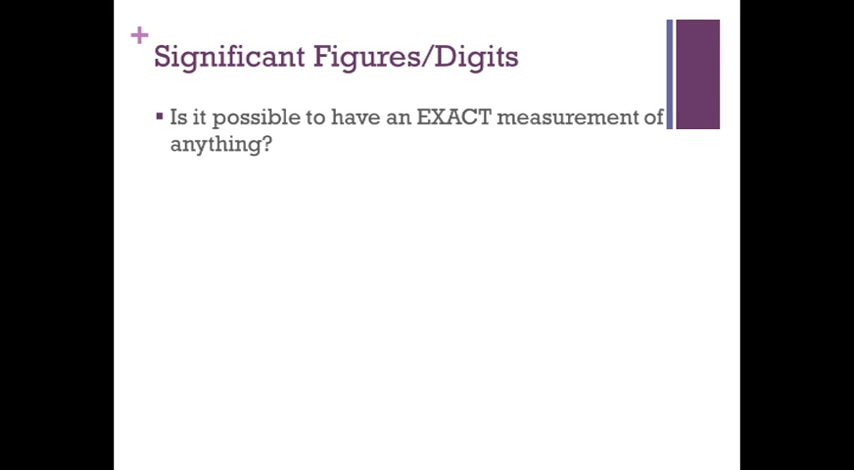 +
Significant Figures/Digits
▪ Is it possible to have an EXACT measurement of
anything?